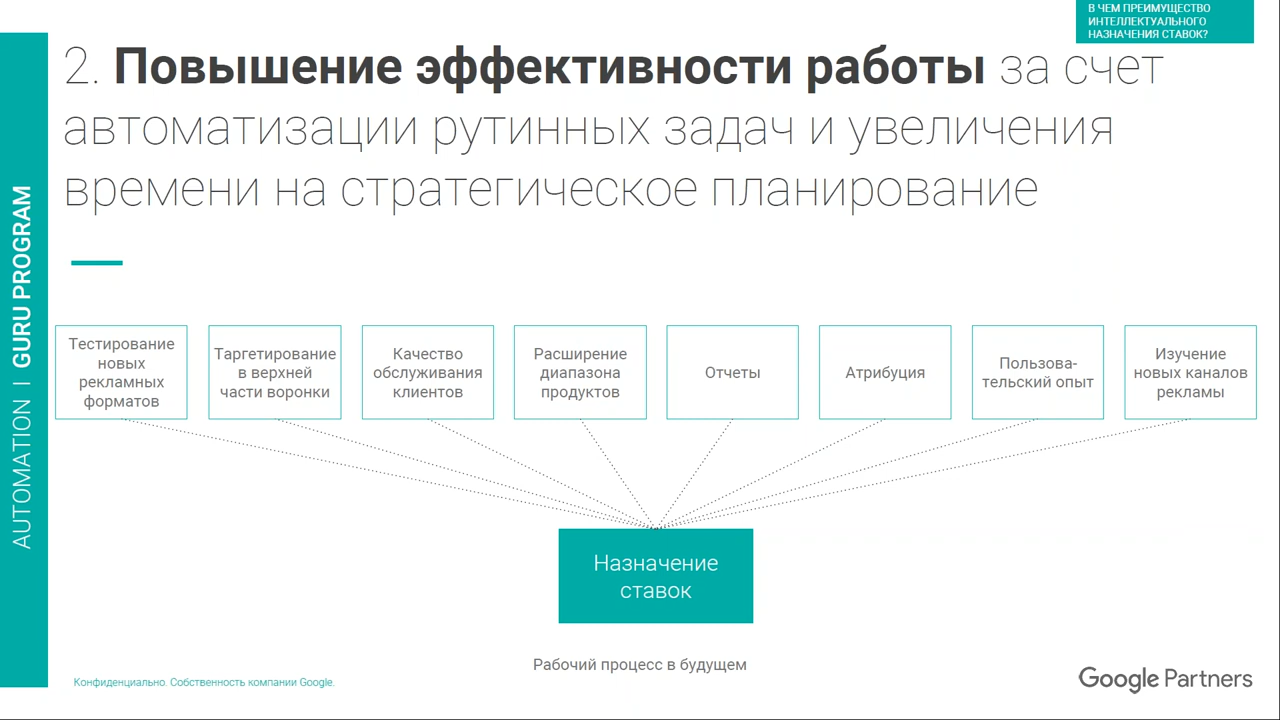 В ЧЕМ ПРЕИМУЩЕСТВО
ИНТЕЛЛЕКТУАЛЬНОГО
НАЗНАЧЕНИЯ СТАВОК?
2. Повышение эффективности работы за счет
автоматизации рутинных задач и увеличения
времени на стратегическое планирование
AUTOMATION | GURU PROGRAM
Тестирование
новых
рекламных
форматов
Таргетирование
в верхней
части воронки
Качество
обслуживания
клиентов
Расширение
диапазона
продуктов
Отчеты
Атрибуция
Пользова-
тельский опыт
Изучение
новых каналов
рекламы
Назначение
ставок
Рабочий процесс в будущем
Конфиденциально. Собственность компании Google.
Google Partners